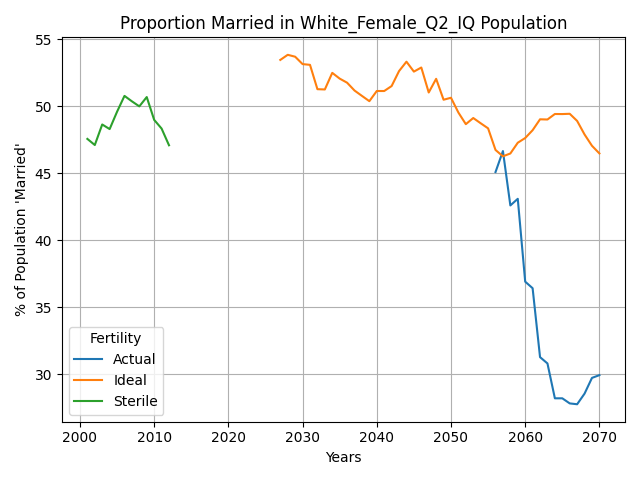 Proportion Married in White_Female_Q2_IQ Population
% of Population 'Married'
55
50
45
40
35
30
Fertility
Actual
Ideal
Sterile
2000 2010 2020 2030 2040 2050 2060 2070
Years